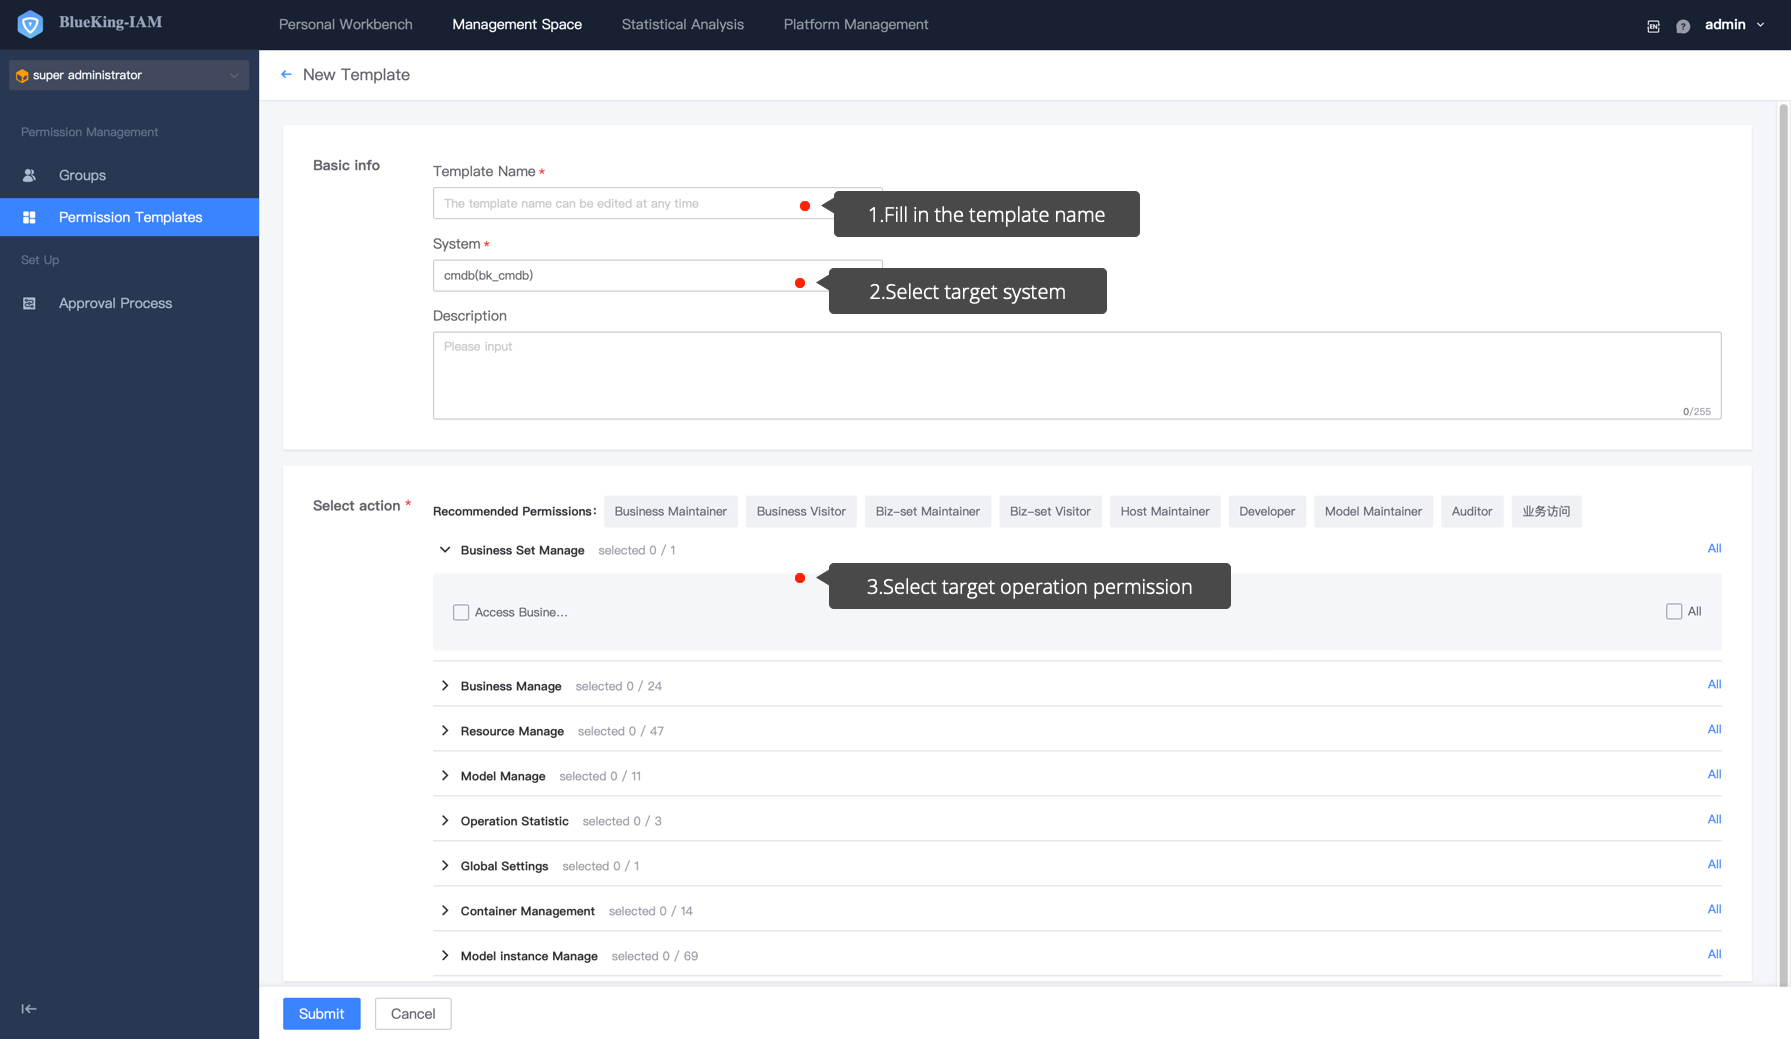 BlueKing-IAM
Personal Workbench
Management Space
Statistical Analysis
Platform Management
EN
?
admin
super administrator
New Template
Permission Management
Groups
Permission Templates
Set Up
Approval Process
Basic info
Template Name *
The template name can be edited at any time
1.Fill in the template name
System *
cmdb(bk_cmdb)
2.Select target system
Description
Please input
0/255
Select action *
Recommended Permissions:
Business Maintainer
Business Visitor
Biz-set Maintainer
Biz-set Visitor
Host Maintainer
Developer
Model Maintainer
Auditor
业务访问
Business Set Manage selected 0 / 1 All
3.Select target operation permission
Access Busine... All
Business Manage selected 0 / 24 All
Resource Manage selected 0 / 47 All
Model Manage selected 0 / 11 All
Operation Statistic selected 0 / 3 All
Global Settings selected 0 / 1 All
Container Management selected 0 / 14 All
Model instance Manage selected 0 / 69 All
Submit
Cancel